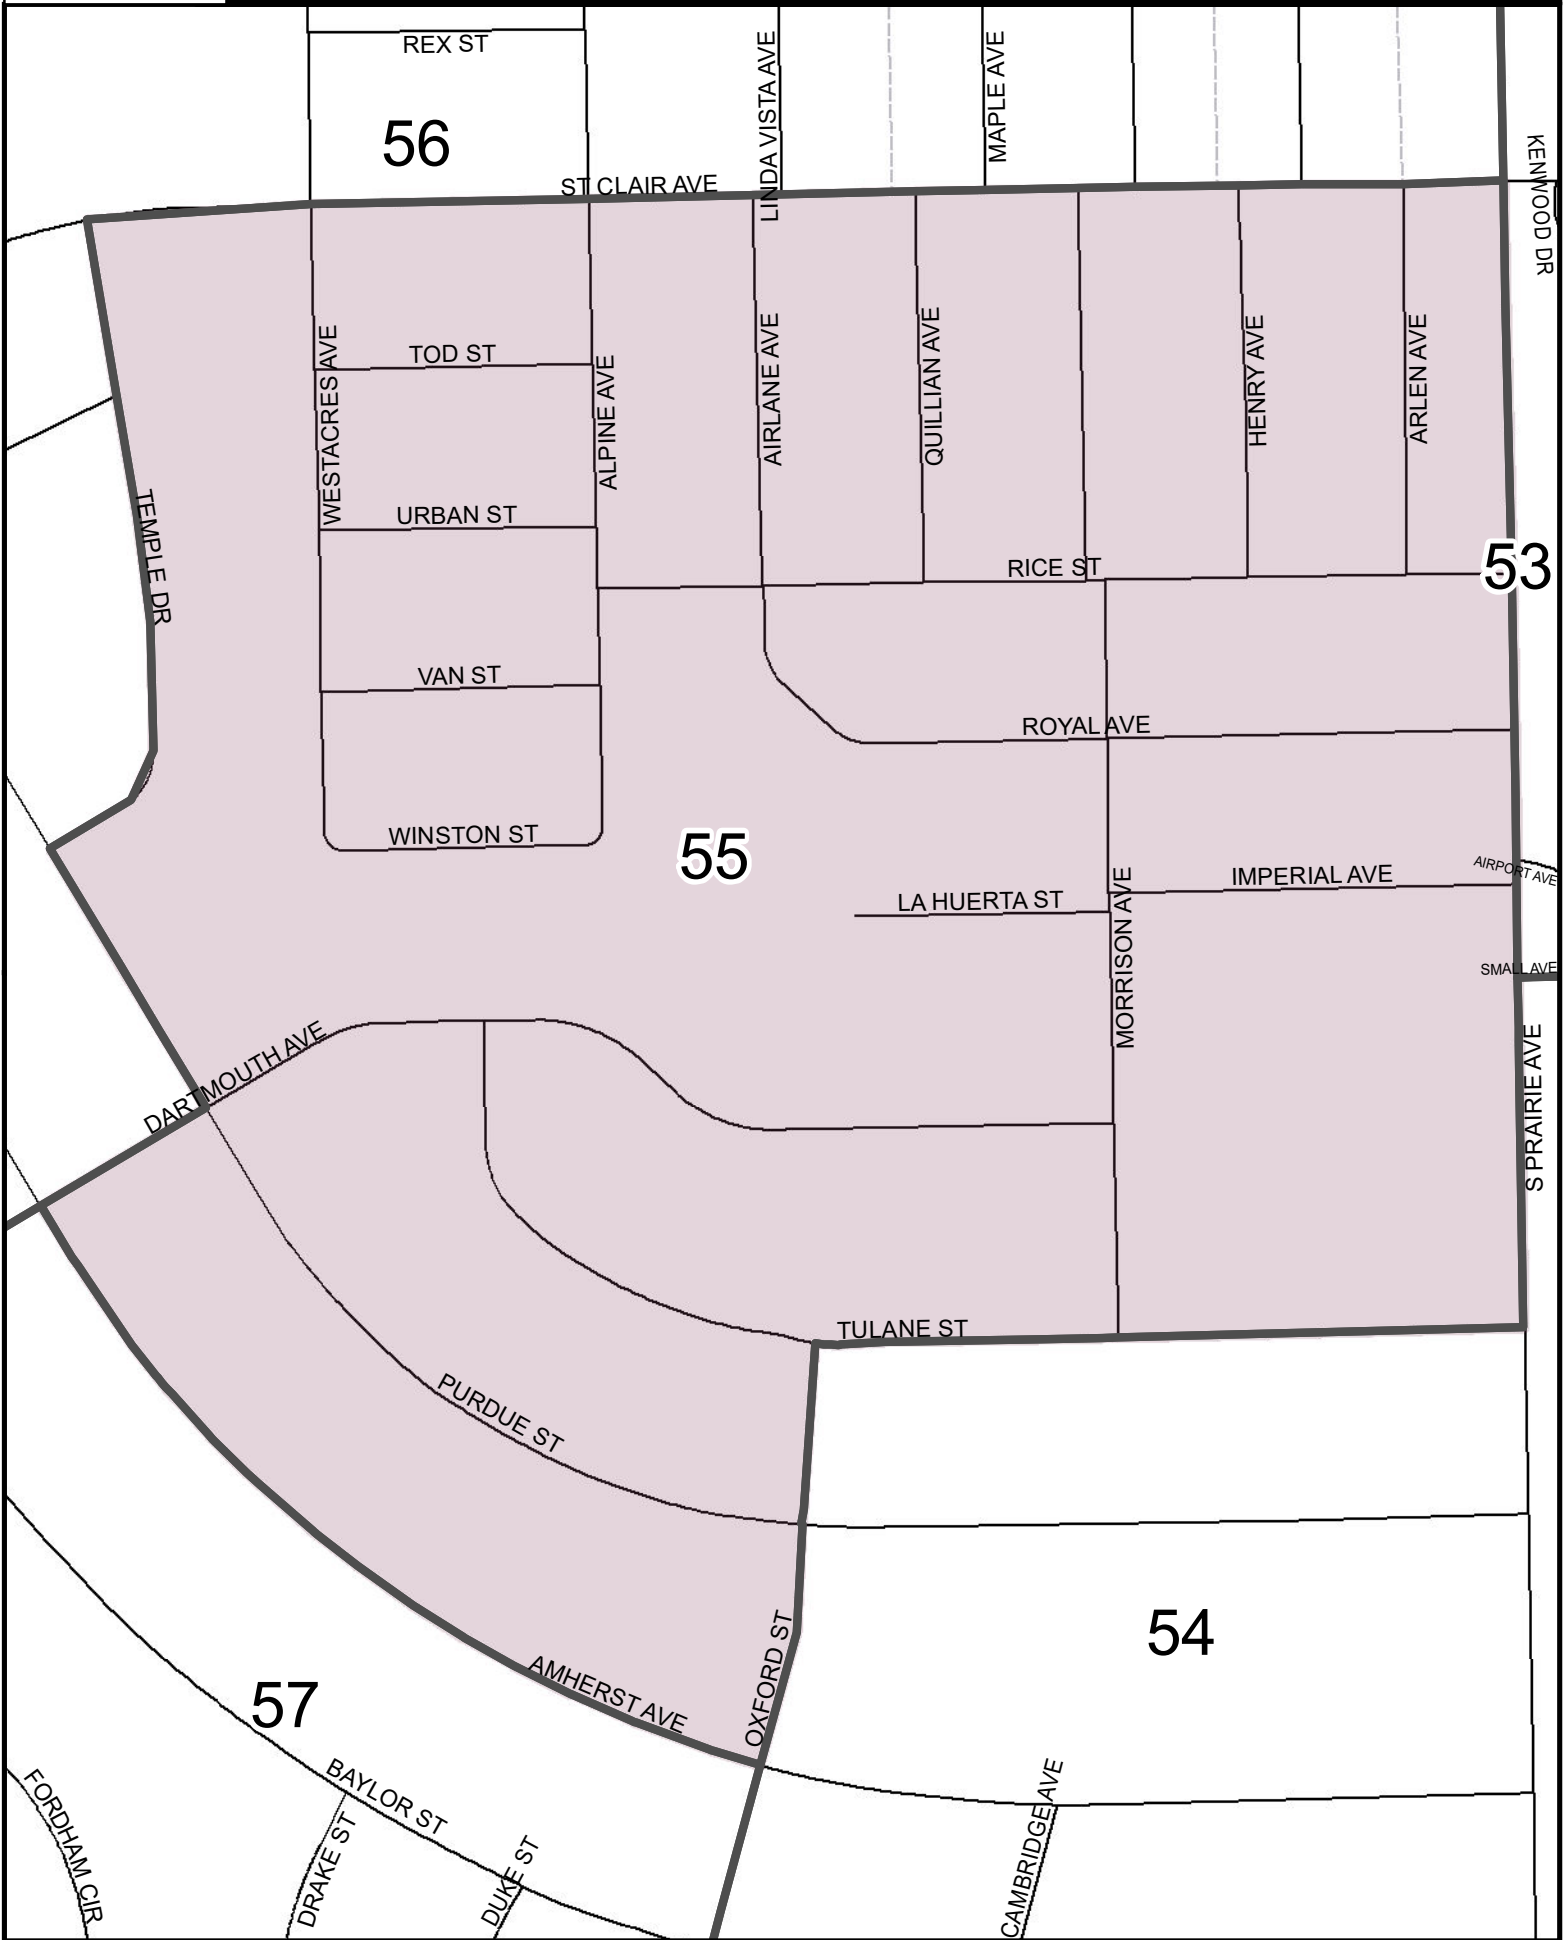 REX ST
LINDA VISTA AVE
MAPLE AVE
56
KENWOOD DR
ST CLAIR AVE
WESTACRES AVE
TOD ST
ALPINE AVE
AIRLANE AVE
QUILLIAN AVE
HENRY AVE
ARLEN AVE
TEMPLE DR
URBAN ST
RICE ST
53
VAN ST
ROYAL AVE
WINSTON ST
55
LA HUERTA ST
IMPERIAL AVE
AIRPORT AVE
MORRISON AVE
SMALL AVE
DARTMOUTH AVE
S PRAIRIE AVE
TULANE ST
PURDUE ST
54
AMHERST AVE
OXFORD ST
57
BAYLOR ST
FORDHAM CIR
DRAKE ST
DUKE ST
CAMBRIDGE AVE